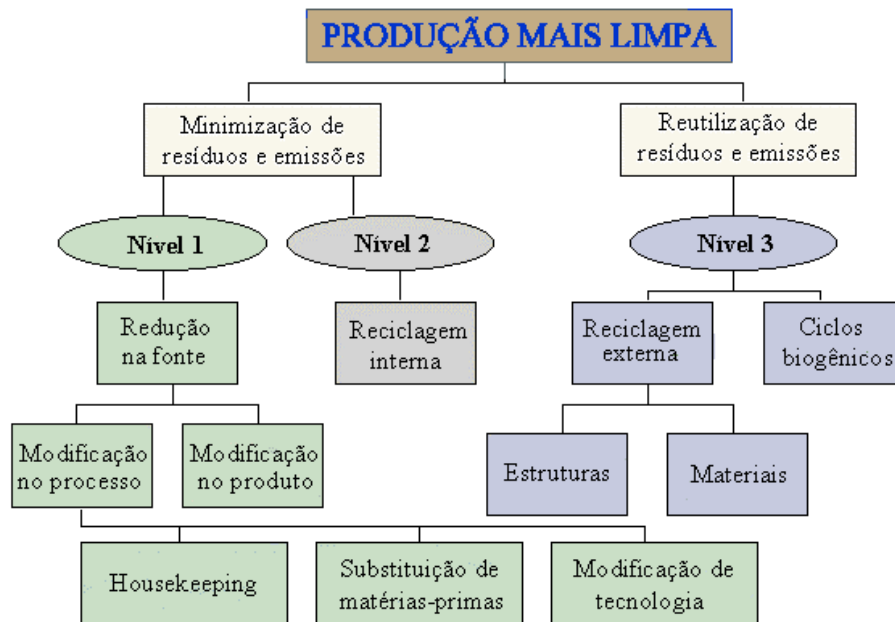 PRODUÇÃO MAIS LIMPA
Minimização de
resíduos e emissões
Reutilização de
resíduos e emissões
Nível 1
Nível 2
Nível 3
Redução
na fonte
Reciclagem
interna
Reciclagem
externa
Ciclos
biogênicos
Modificação
no processo
Modificação
no produto
Estruturas
Materiais
Housekeeping
Substituição de
matérias-primas
Modificação de
tecnologia